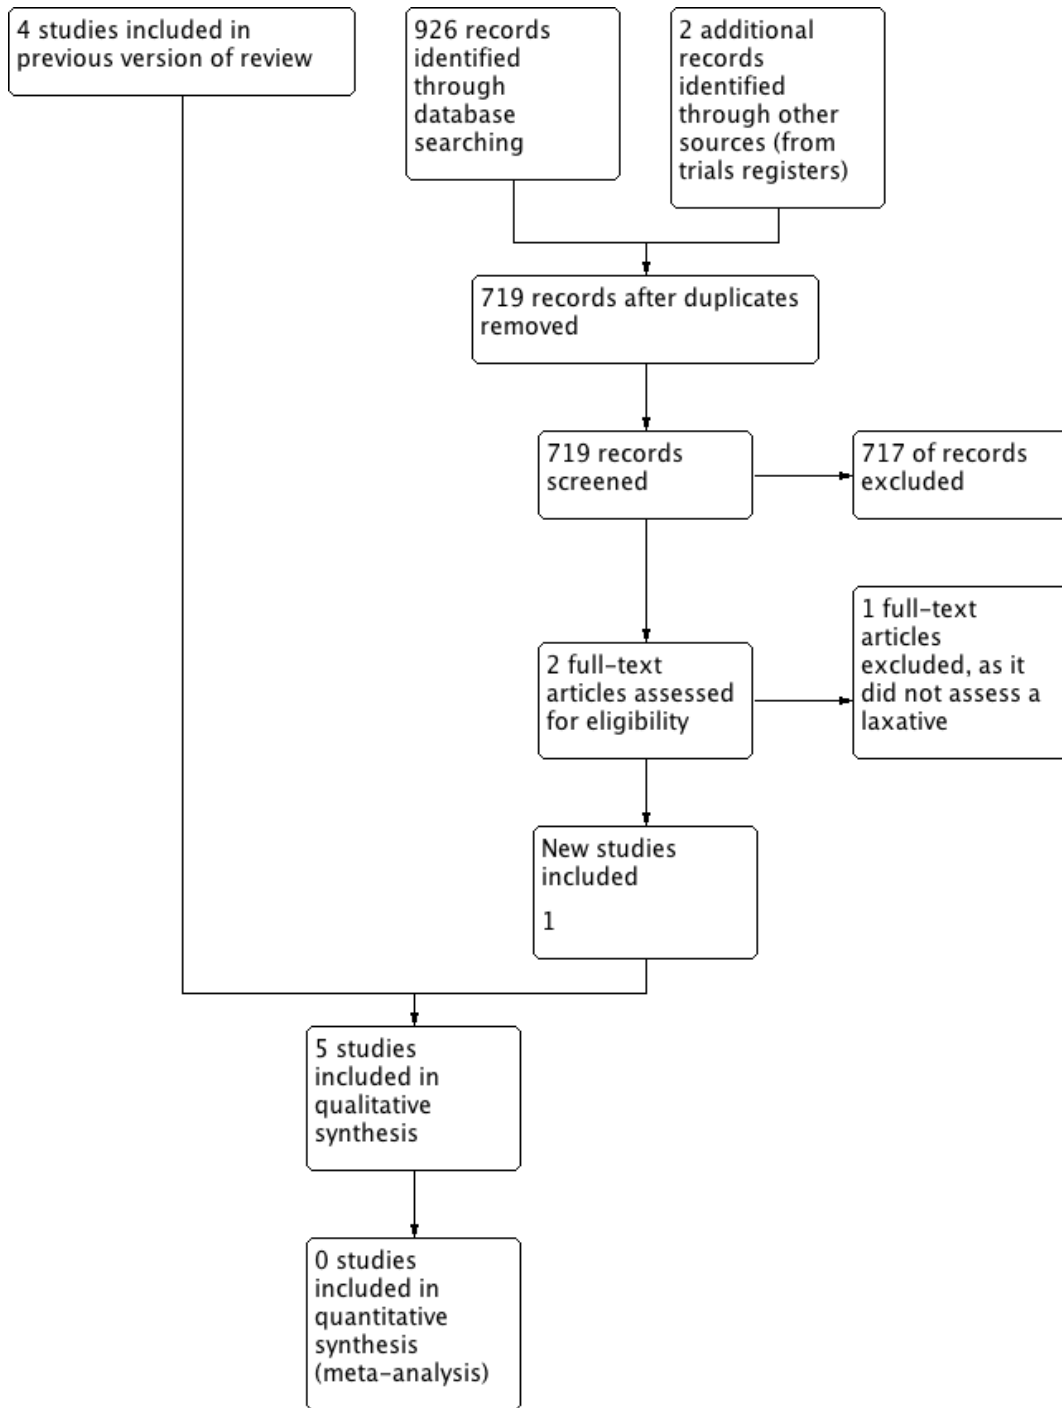 4 studies included in
previous version of review
926 records
identified
through
database
searching
2 additional
records
identified
through other
sources (from
trials registers)
719 records after duplicates
removed
719 records
screened
717 of records
excluded
2 full-text
articles assessed
for eligibility
1 full-text
articles
excluded, as it
did not assess a
laxative
New studies
included
1
5 studies
included in
qualitative
synthesis
0 studies
included in
quantitative
synthesis
(meta-analysis)